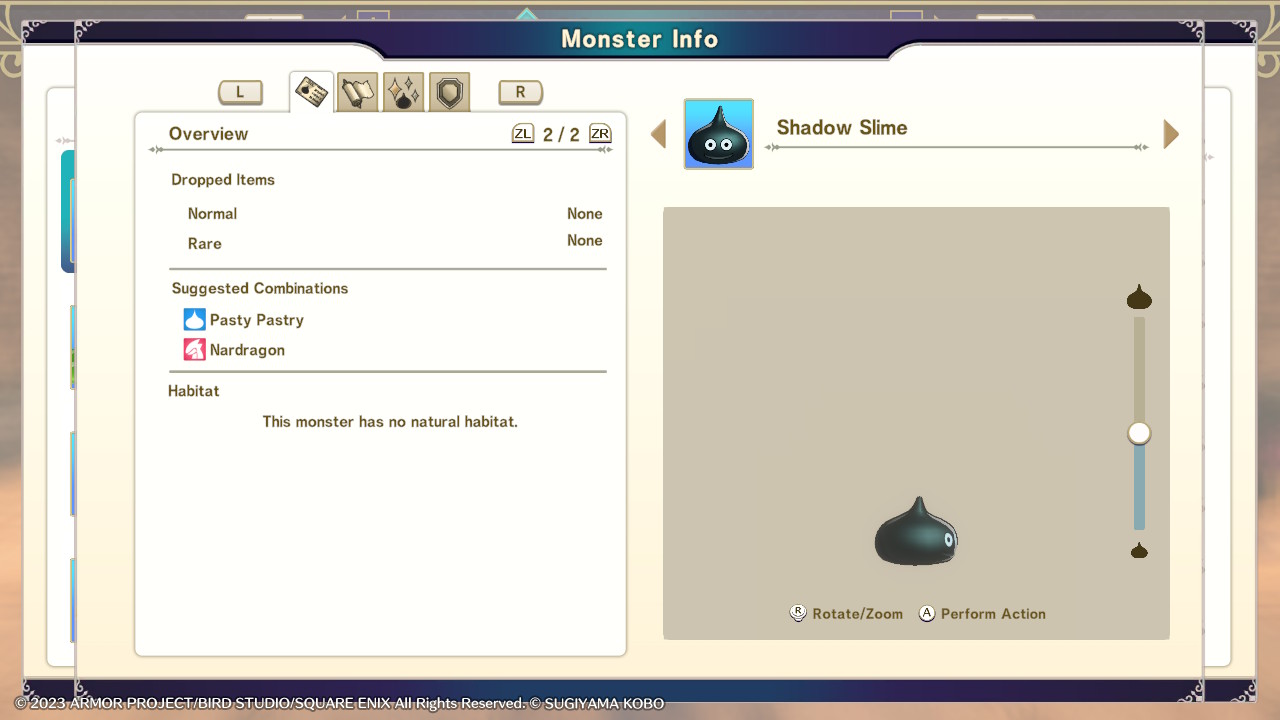 Monster Info
L
R
Overview
ZL 2 / 2 ZR
Dropped Items
Normal None
Rare None
Suggested Combinations
Pasty Pastry
Nardragon
Habitat
This monster has no natural habitat.
Shadow Slime
R Rotate/Zoom A Perform Action
© 2023 ARMOR PROJECT/BIRD STUDIO/SQUARE ENIX All Rights Reserved. © SUGIYAMA KOBO